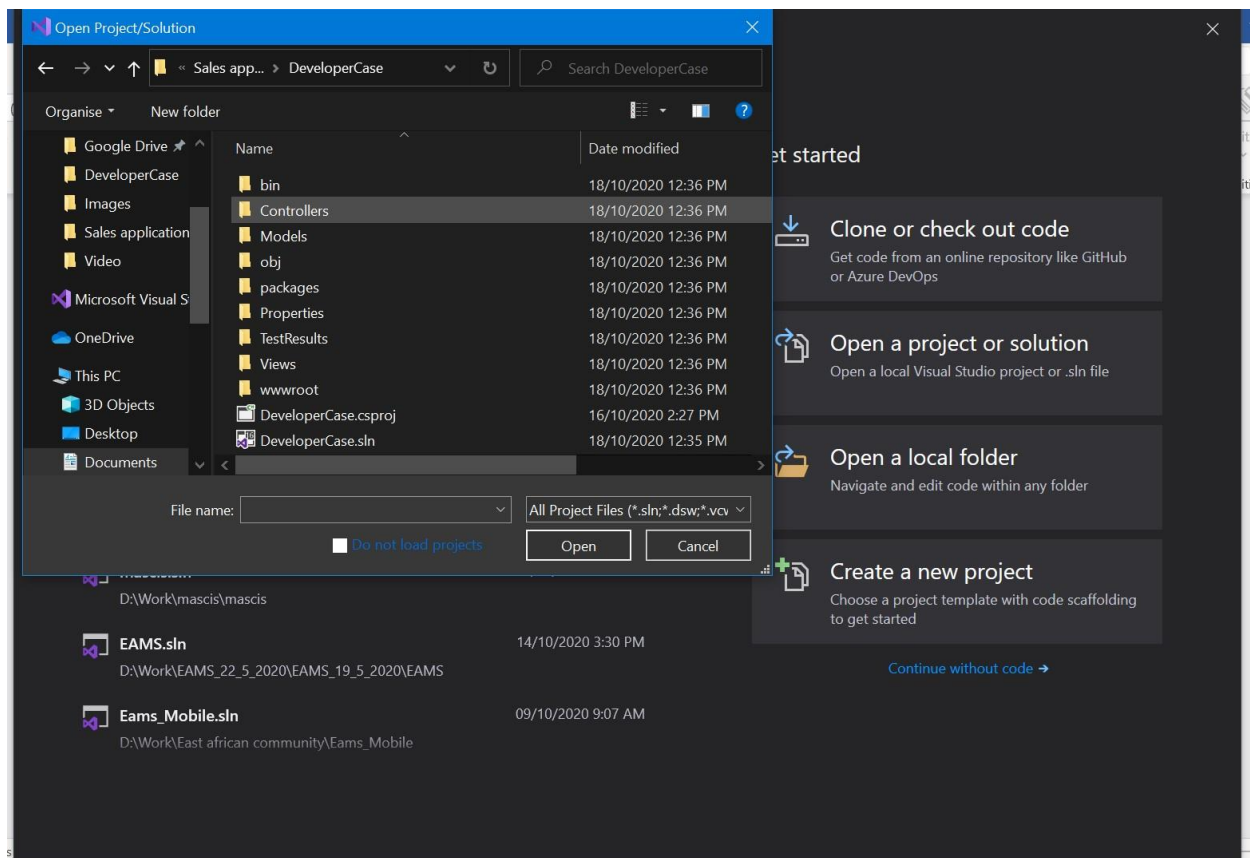 Open Project/Solution
« Sales app... > DeveloperCase
Search DeveloperCase
Organise
New folder
Google Drive
DeveloperCase
Images
Sales application
Video
Microsoft Visual S
OneDrive
This PC
3D Objects
Desktop
Documents
Name Date modified
bin 18/10/2020 12:36 PM
Controllers 18/10/2020 12:36 PM
Models 18/10/2020 12:36 PM
obj 18/10/2020 12:36 PM
packages 18/10/2020 12:36 PM
Properties 18/10/2020 12:36 PM
TestResults 18/10/2020 12:36 PM
Views 18/10/2020 12:36 PM
wwwroot 18/10/2020 12:36 PM
DeveloperCase.csproj 16/10/2020 2:27 PM
DeveloperCase.sln 18/10/2020 12:35 PM
File name:
All Project Files (*.sln;*.dsw;*.vcv
Do not load projects
Open Cancel
D:\Work\mascis\mascis
EAMS.sln 14/10/2020 3:30 PM
D:\Work\EAMS_22_5_2020\EAMS_19_5_2020\EAMS
Eams_Mobile.sln 09/10/2020 9:07 AM
D:\Work\East african community\Eams_Mobile
et started
Clone or check out code
Get code from an online repository like GitHub
or Azure DevOps
Open a project or solution
Open a local Visual Studio project or .sln file
Open a local folder
Navigate and edit code within any folder
Create a new project
Choose a project template with code scaffolding
to get started
Continue without code →